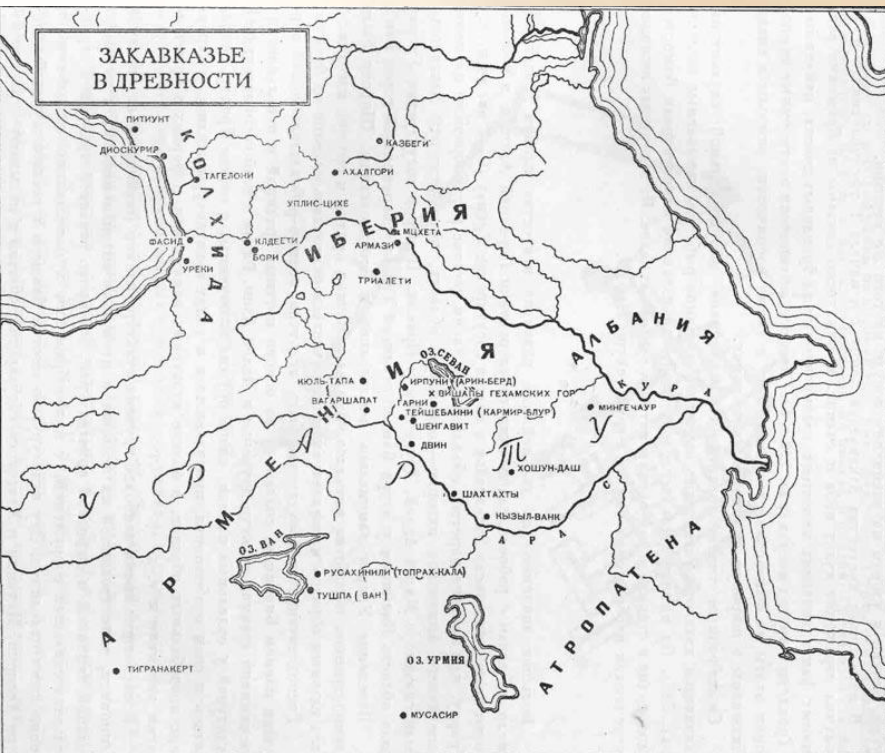 ЗАКАВКАЗЬЕ
В ДРЕВНОСТИ
ПИТИУНТ
ДИОСКУРИР
КОЛХИДА
ТАГЕЛОНИ
КАЗБЕГИ
АХАЛГОРИ
УПЛИС-ЦИХЕ
ИБЕРИЯ
МЦХЕТА
АРМАЗИ
ФАСИД
КЛДЕЕТИ
БОРИ
УРЕКИ
ТРИАЛЕТИ
АЛБАНИЯ
ОЗ. СЕВАН
КЮЛЬ-ТАПА
ИРПУНИ (АРИН-БЕРД)
ВИШАПЫ ГЕХАМСКИХ ГОР
КУРА
ВАГАРШАПАТ
ГАРНИ
ТЕЙШЕБАИНИ (КАРМИР-БЛУР)
МИНГЕЧАУР
ШЕНГАВИТ
ДВИН
УРАРТУ
ХОШУН-ДАШ
ШАХТАХТЫ
КЫЗЫЛ-ВАНК
АРАКС
АРМЕНИЯ
ОЗ. ВАН
РУСАХИНИЛИ (ТОПРАХ-КАЛА)
ТУШПА (ВАН)
АТРОПАТЕНА
ОЗ. УРМИЯ
ТИГРАНАКЕРТ
МУСАСИР